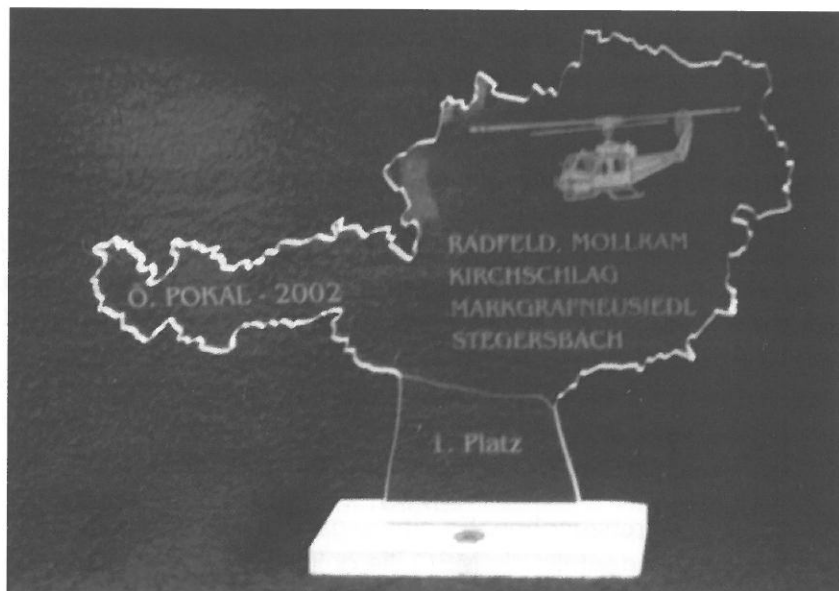 Ö. POKAL - 2002
RADFELD, MOLLRAM
KIRCHSCHLAG
MARKGRAFNEUSIEDL
STEGERSBACH
1. Platz